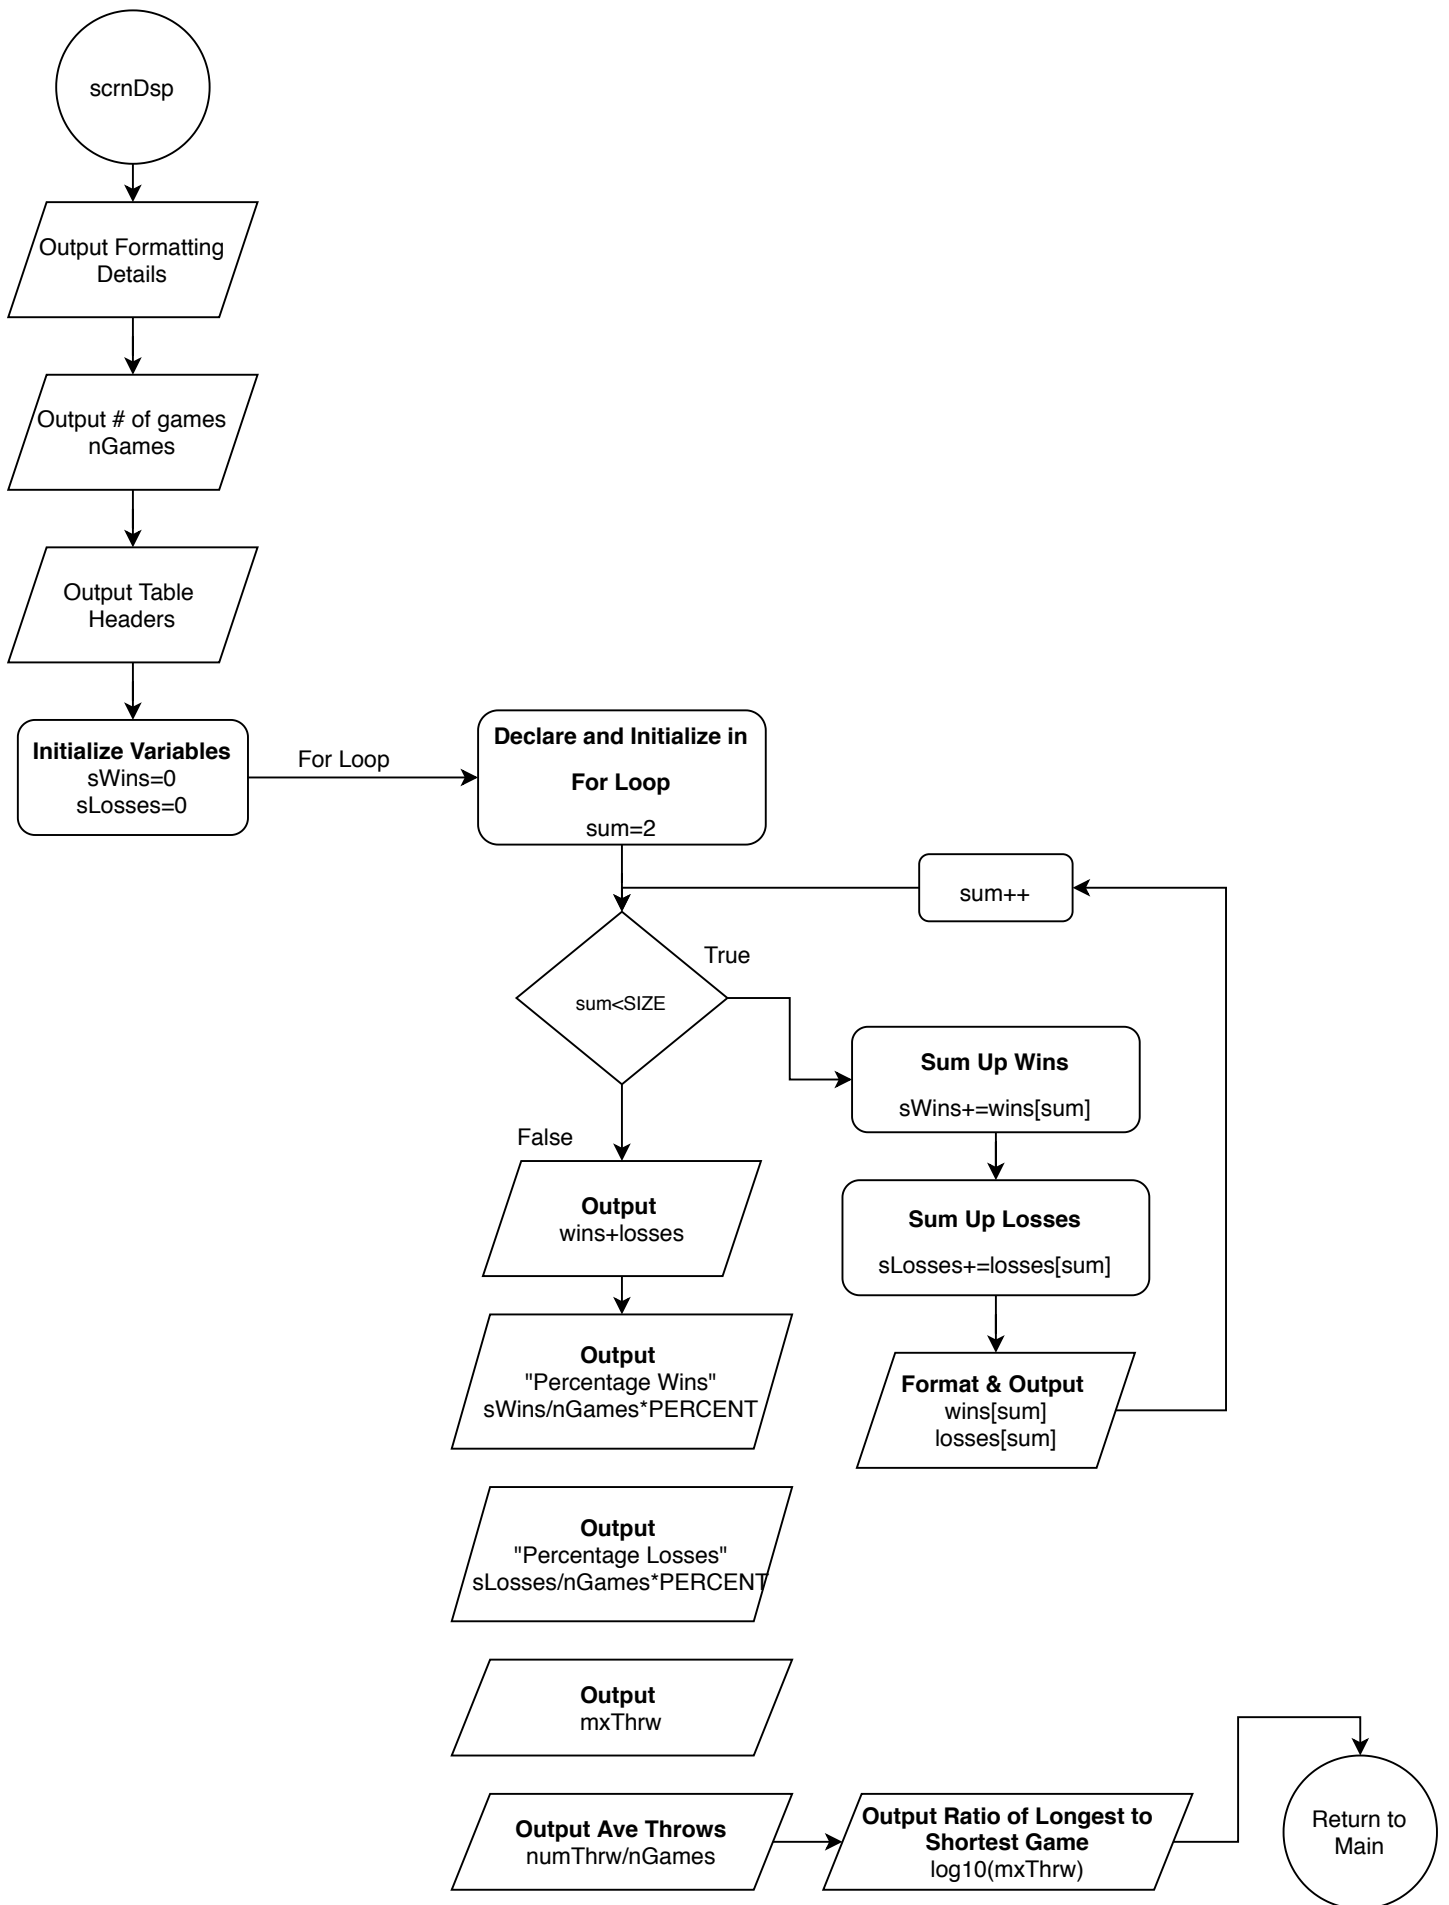 scrnDsp
Output Formatting
Details
Output # of games
nGames
Output Table
Headers
Initialize Variables
sWins=0
sLosses=0
For Loop
Declare and Initialize in
For Loop
sum=2
sum++
True
sum<SIZE
Sum Up Wins
sWins+=wins[sum]
False
Sum Up Losses
sLosses+=losses[sum]
Output
wins+losses
Format & Output
wins[sum]
losses[sum]
Output
"Percentage Wins"
sWins/nGames*PERCENT
Output
"Percentage Losses"
sLosses/nGames*PERCENT
Output
mxThrw
Output Ave Throws
numThrw/nGames
Output Ratio of Longest to
Shortest Game
log10(mxThrw)
Return to
Main